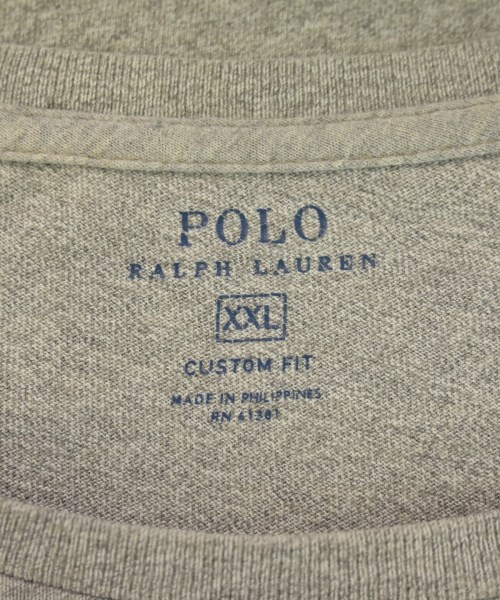 POLO
RALPH LAUREN
XXL
CUSTOM FIT
MADE IN PHILIPPINES
RN 41381